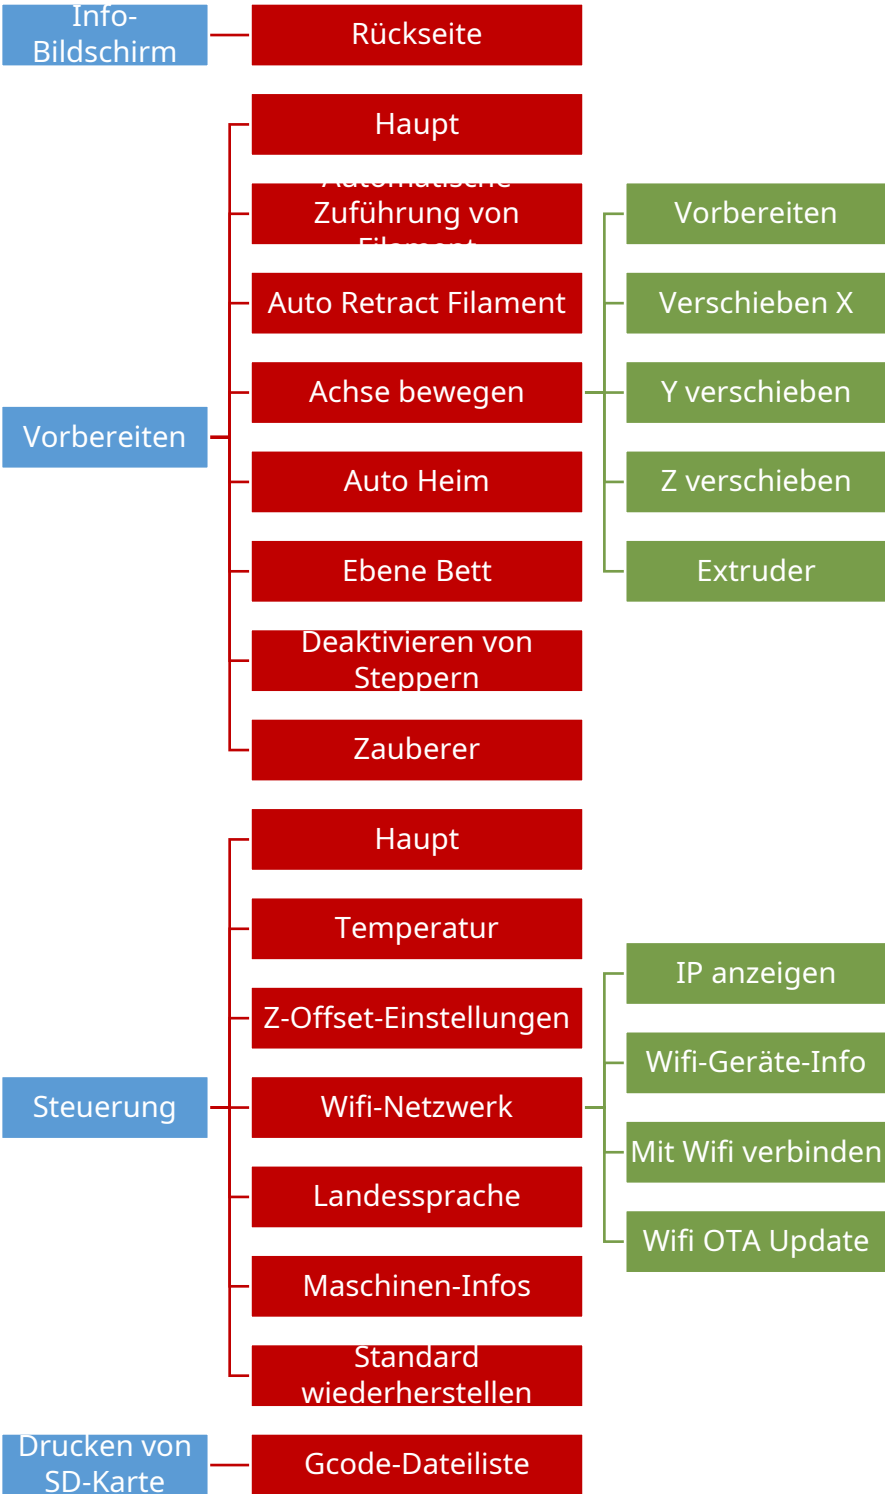 Info-
Bildschirm
Rückseite
Vorbereiten
Haupt
Automatische
Zuführung von
Filament
Auto Retract Filament
Achse bewegen
Vorbereiten
Verschieben X
Y verschieben
Z verschieben
Extruder
Auto Heim
Ebene Bett
Deaktivieren von
Steppern
Zauberer
Steuerung
Haupt
Temperatur
Z-Offset-Einstellungen
Wifi-Netzwerk
IP anzeigen
Wifi-Geräte-Info
Mit Wifi verbinden
Wifi OTA Update
Landessprache
Maschinen-Infos
Standard
wiederherstellen
Drucken von
SD-Karte
Gcode-Dateiliste